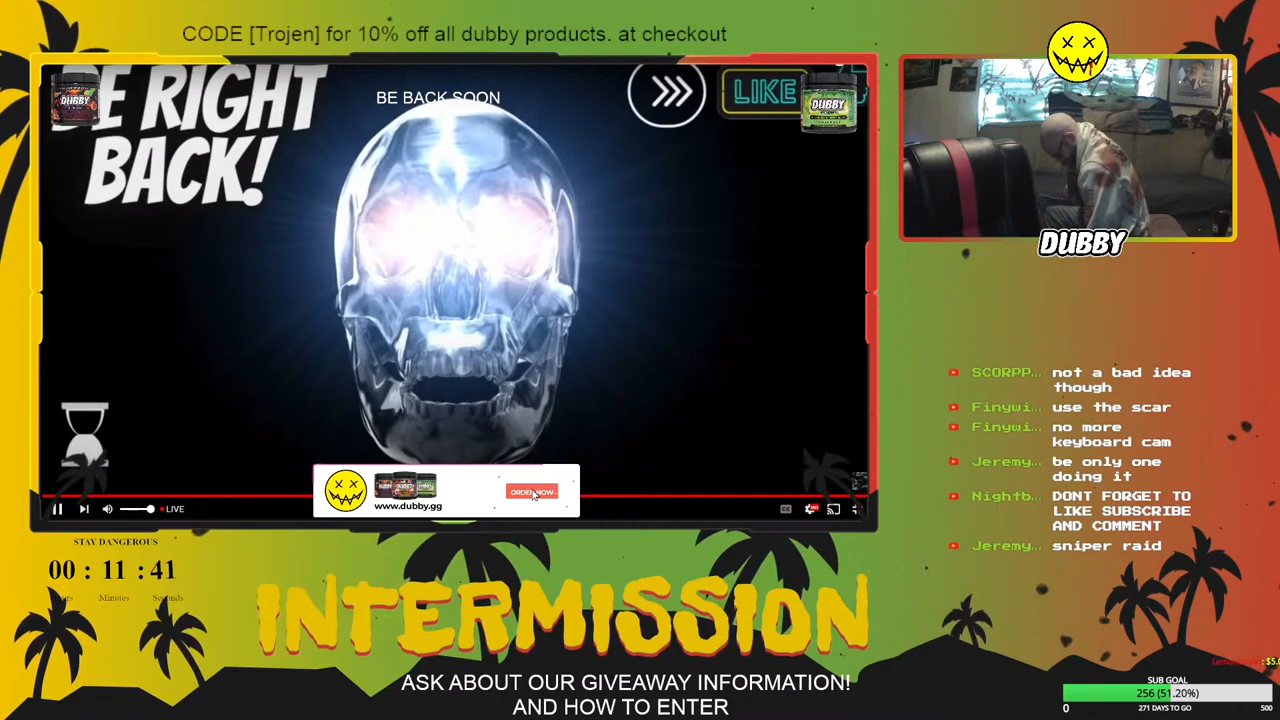 CODE [Trojen] for 10% off all dubby products. at checkout
BE RIGHT
BACK!
BE BACK SOON
LIKE
DUBBY
DUBBY
DUBBY
www.dubby.gg
ORDER NOW
LIVE
HD
STAY DANGEROUS
00 : 11 : 41
Minutes
SCORPP... not a bad idea
though
Finywi... use the scar
Finywi... no more
keyboard cam
Jeremy... be only one
doing it
Nightb... DONT FORGET TO
LIKE SUBSCRIBE
AND COMMENT
Jeremy... sniper raid
INTERMISSION
ASK ABOUT OUR GIVEAWAY INFORMATION!
AND HOW TO ENTER
SUB GOAL
256 (51.20%)
0 271 DAYS TO GO 500